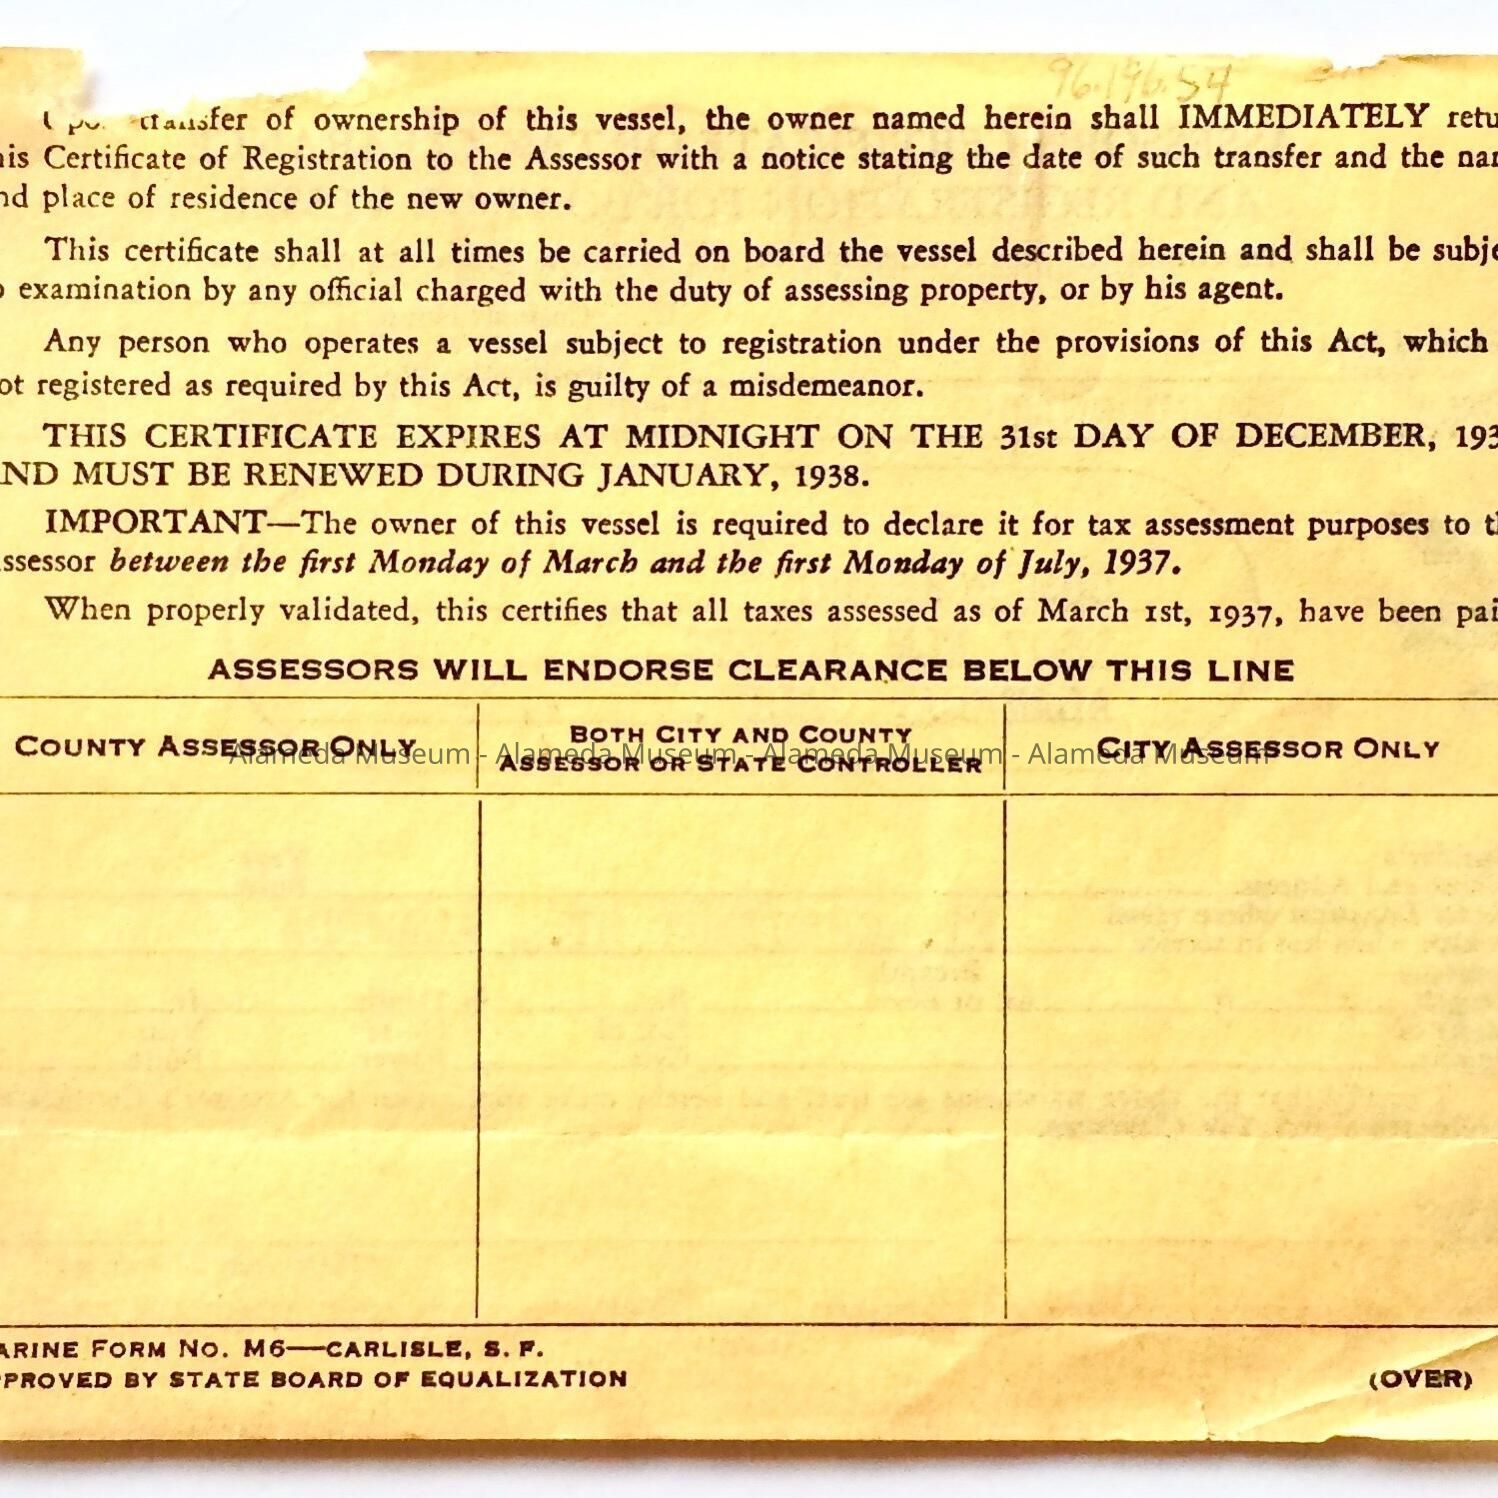 96.196.54
transfer of ownership of this vessel, the owner named herein shall IMMEDIATELY retu
is Certificate of Registration to the Assessor with a notice stating the date of such transfer and the nam
nd place of residence of the new owner.
This certificate shall at all times be carried on board the vessel described herein and shall be subje
o examination by any official charged with the duty of assessing property, or by his agent.
Any person who operates a vessel subject to registration under the provisions of this Act, which
ot registered as required by this Act, is guilty of a misdemeanor.
THIS CERTIFICATE EXPIRES AT MIDNIGHT ON THE 31st DAY OF DECEMBER, 193
ND MUST BE RENEWED DURING JANUARY, 1938.
IMPORTANT—The owner of this vessel is required to declare it for tax assessment purposes to th
ssessor between the first Monday of March and the first Monday of July, 1937.
When properly validated, this certifies that all taxes assessed as of March 1st, 1937, have been pai
ASSESSORS WILL ENDORSE CLEARANCE BELOW THIS LINE
COUNTY ASSESSOR ONLY
BOTH CITY AND COUNTY
ASSESSOR OR STATE CONTROLLER
CITY ASSESSOR ONLY
Alameda Museum - Alameda Museum - Alameda Museum - Alameda Museum
ARINE FORM NO. M6—CARLISLE, S. F.
PPROVED BY STATE BOARD OF EQUALIZATION
(OVER)